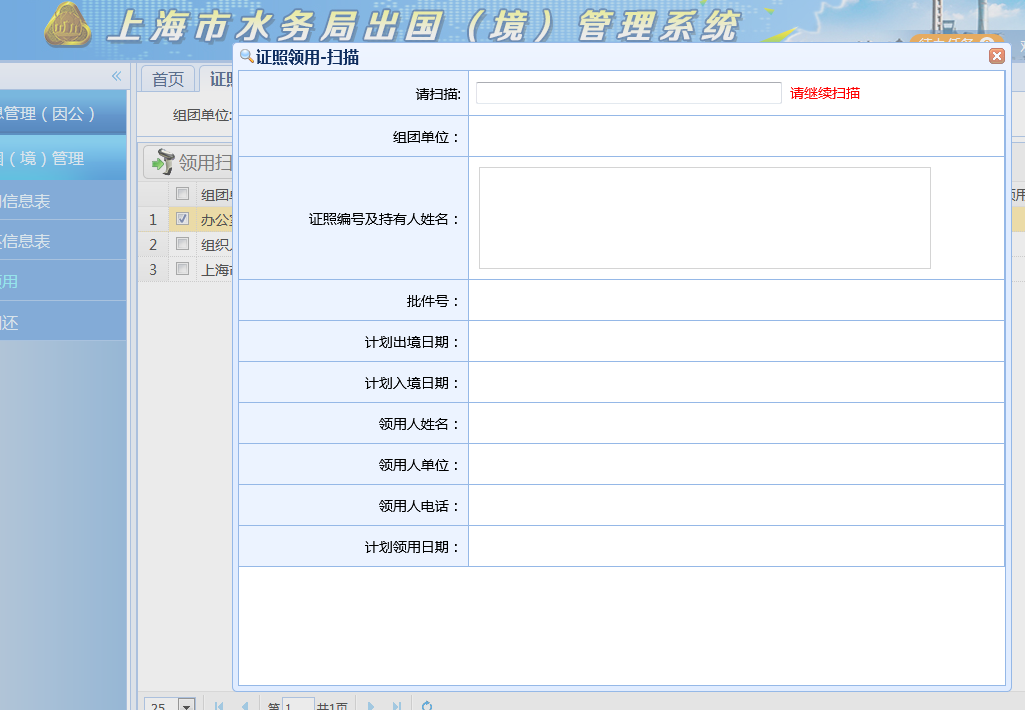 上海市水务局出国（境）管理系统
证照领用-扫描
首页
管理（因公）
组团单位:
（境）管理
领用扫
信息表
组团
信息表
1 办公
2 组织
用
3 上海
还
请扫描: 请继续扫描
组团单位：
证照编号及持有人姓名：
批件号：
计划出境日期：
计划入境日期：
领用人姓名：
领用人单位：
领用人电话：
计划领用日期：
25 第 1 共1页